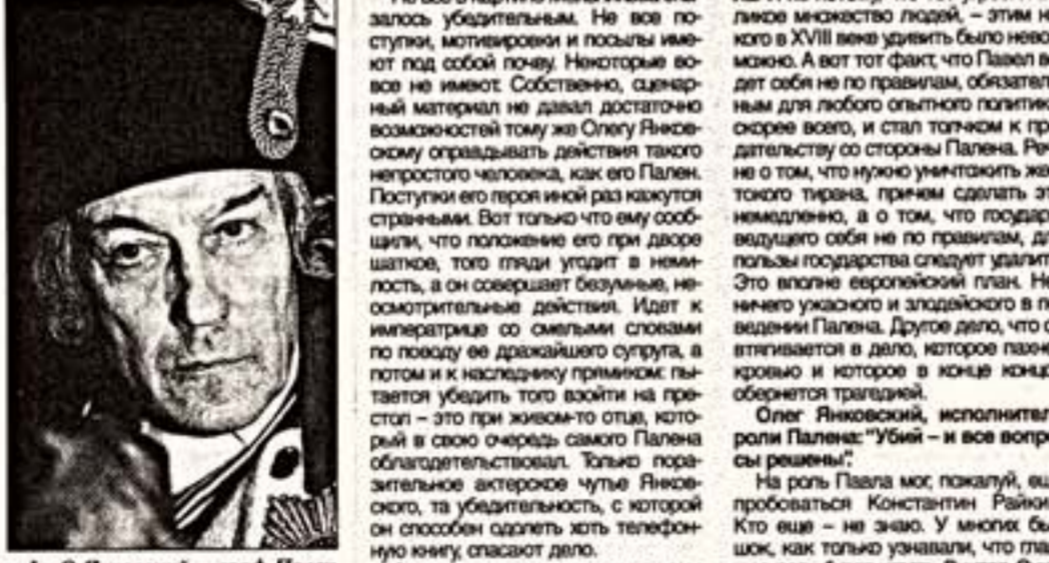 залось убедительным. Не все по-
ступки, мотивировки и посылы име-
ют под собой почву. Некоторые во-
все не имеют. Собственно, сценар-
ный материал не давал достаточно
возможностей тому же Олегу Янков-
скому оправдывать действия такого
непростого человека, как его Пален.
Поступки его героя иной раз кажутся
странными. Вот только что ему сооб-
щили, что положение его при дворе
шаткое, того гляди угодит в неми-
лость, а он совершает безумные, не-
осмотрительные действия. Идет к
императрице со смелыми словами
по поводу ее дражайшего супруга, а
потом и к наследнику прямиком: пы-
тается убедить того взойти на пре-
стол – это при живом-то отце, кото-
рый в свою очередь самого Палена
облагодетельствовал. Только пора-
зительное актерское чутье Янков-
ского, та убедительность, с которой
он способен одолеть хоть телефон-
ную книгу, спасают дело.
ликое множество людей, – этим н
кого в XVIII веке удивить было невоз
можно. А вот тот факт, что Павел ве
дет себя не по правилам, обязател
ным для любого опытного политик
скорее всего, и стал толчком к пр
дательству со стороны Палена. Реч
не о том, что нужно уничтожить же
токого тирана, причем сделать эт
немедленно, а о том, что государ
ведущего себя не по правилам, дл
пользы государства следует удалит
Это вполне европейский план. Не
ничего ужасного и злодейского в п
ведении Палена. Другое дело, что о
втягивается в дело, которое пахне
кровью и которое в конце концо
обернется трагедией.
Олег Янковский, исполнител
роли Палена: "Убий – и все вопро
сы решены".
На роль Павла мог, пожалуй, ещ
пробоваться Константин Райки
Кто еще – не знаю. У многих бы
шок, как только узнавали, что гла